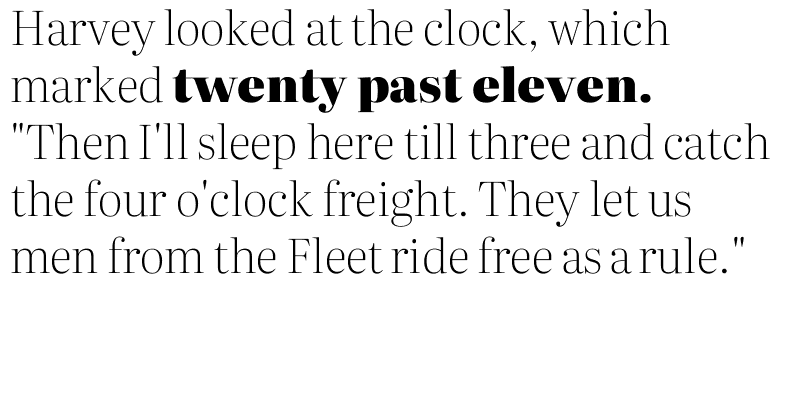 Harvey looked at the clock, which
marked twenty past eleven.
"Then I'll sleep here till three and catch
the four o'clock freight. They let us
men from the Fleet ride free as a rule."